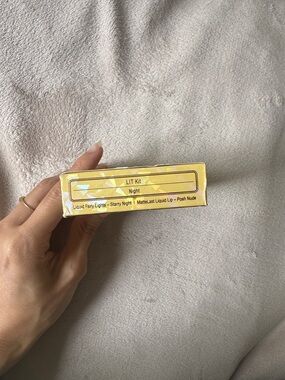 LIT Kit
Night
Liquid Fairy Lights - Starry Night | MatteLast Liquid Lip - Posh Nude